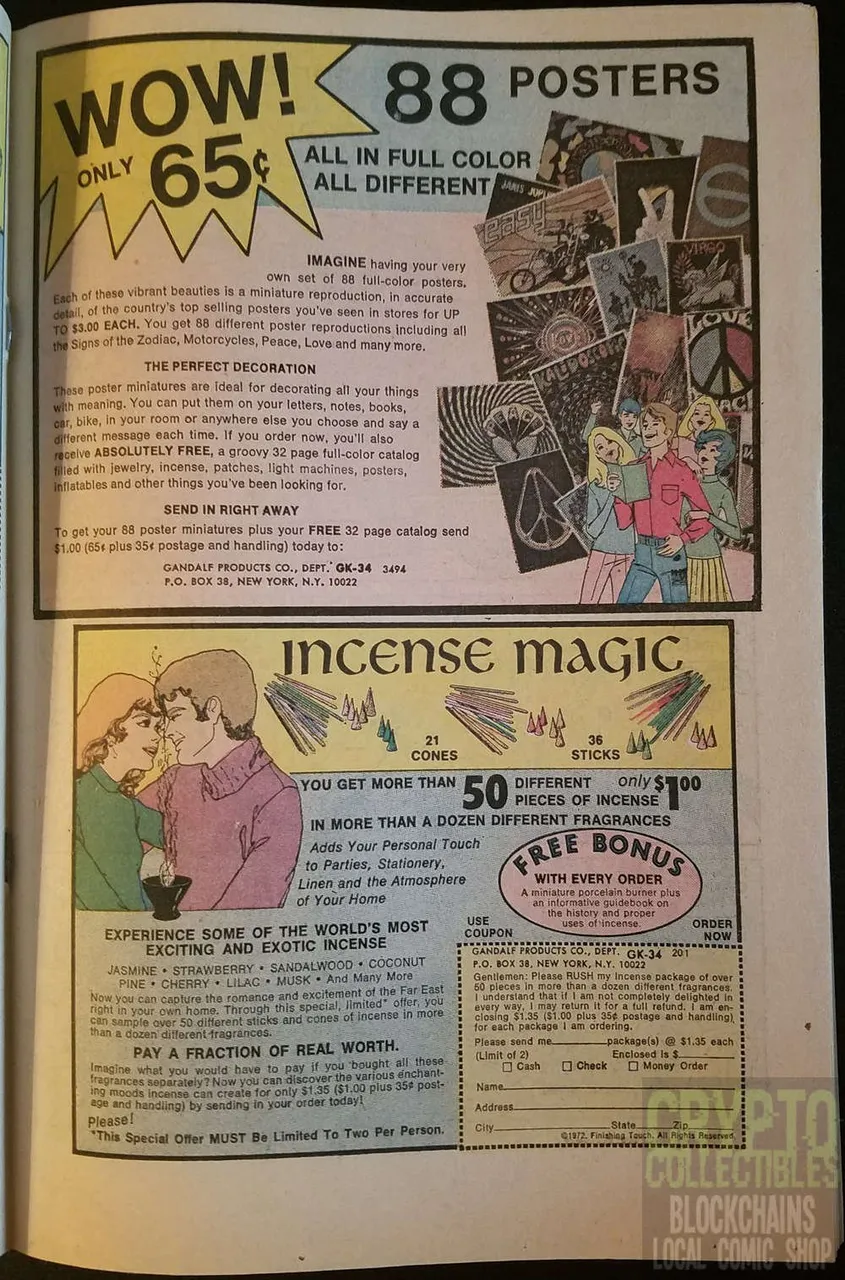 WOW!
ONLY 65¢
88 POSTERS
ALL IN FULL COLOR
ALL DIFFERENT
IMAGINE having your very
own set of 88 full-color posters.
Each of these vibrant beauties is a miniature reproduction, in accurate
detail, of the country's top selling posters you've seen in stores for UP
TO $3.00 EACH. You get 88 different poster reproductions including all
the Signs of the Zodiac, Motorcycles, Peace, Love and many more.
THE PERFECT DECORATION
These poster miniatures are ideal for decorating all your things
with meaning. You can put them on your letters, notes, books,
car, bike, in your room or anywhere else you choose and say a
different message each time. If you order now, you'll also
receive ABSOLUTELY FREE, a groovy 32 page full-color catalog
filled with jewelry, incense, patches, light machines, posters,
inflatables and other things you've been looking for.
SEND IN RIGHT AWAY
To get your 88 poster miniatures plus your FREE 32 page catalog send
$1.00 (65¢ plus 35¢ postage and handling) today to:
GANDALF PRODUCTS CO., DEPT. GK-34 3494
P.O. BOX 38, NEW YORK, N.Y. 10022
JANIS JOPL
easy
VIRGO
LOVE
LOVE
KALEIDOSCOPE
PEACE
INCENSE MAGIC
21
CONES
36
STICKS
YOU GET MORE THAN 50 DIFFERENT PIECES OF INCENSE only $1.00
IN MORE THAN A DOZEN DIFFERENT FRAGRANCES
Adds Your Personal Touch
to Parties, Stationery,
Linen and the Atmosphere
of Your Home
FREE BONUS
WITH EVERY ORDER
A miniature porcelain burner plus
an informative guidebook on
the history and proper
uses of incense.
USE
COUPON
ORDER
NOW
EXPERIENCE SOME OF THE WORLD'S MOST
EXCITING AND EXOTIC INCENSE
JASMINE • STRAWBERRY • SANDALWOOD • COCONUT
PINE • CHERRY • LILAC • MUSK • And Many More
Now you can capture the romance and excitement of the Far East
right in your own home. Through this special, limited* offer, you
can sample over 50 different sticks and cones of incense in more
than a dozen different fragrances.
PAY A FRACTION OF REAL WORTH.
Imagine what you would have to pay if you bought all these
fragrances separately? Now you can discover the various enchant-
ing moods incense can create for only $1.35 ($1.00 plus 35¢ post-
age and handling) by sending in your order today!
Please!
*This Special Offer MUST Be Limited To Two Per Person.
GANDALF PRODUCTS CO., DEPT. GK-34 201
P.O. BOX 38, NEW YORK, N.Y. 10022
Gentlemen: Please RUSH my Incense package of over
50 pieces in more than a dozen different fragrances.
I understand that if I am not completely delighted in
every way, I may return it for a full refund. I am en-
closing $1.35 ($1.00 plus 35¢ postage and handling)
for each package I am ordering.
Please send me package(s) @ $1.35 each
(Limit of 2) Enclosed is $
Cash Check Money Order
Name
Address
City State Zip
©1972. Finishing Touch. All Rights Reserved.
CRYPTO
COLLECTIBLES
BLOCKCHAINS
LOCAL COMIC SHOP